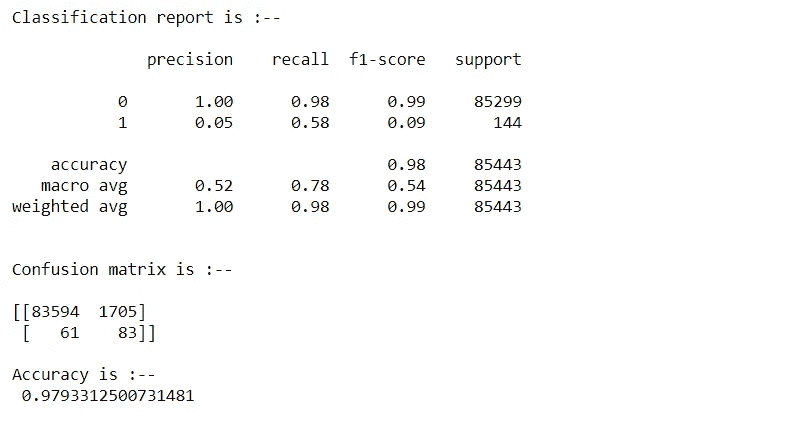 Classification report is :--
precision recall f1-score support
0 1.00 0.98 0.99 85299
1 0.05 0.58 0.09 144
accuracy 0.98 85443
macro avg 0.52 0.78 0.54 85443
weighted avg 1.00 0.98 0.99 85443
Confusion matrix is :--
[[83594 1705]
[ 61 83]]
Accuracy is :--
0.9793312500731481